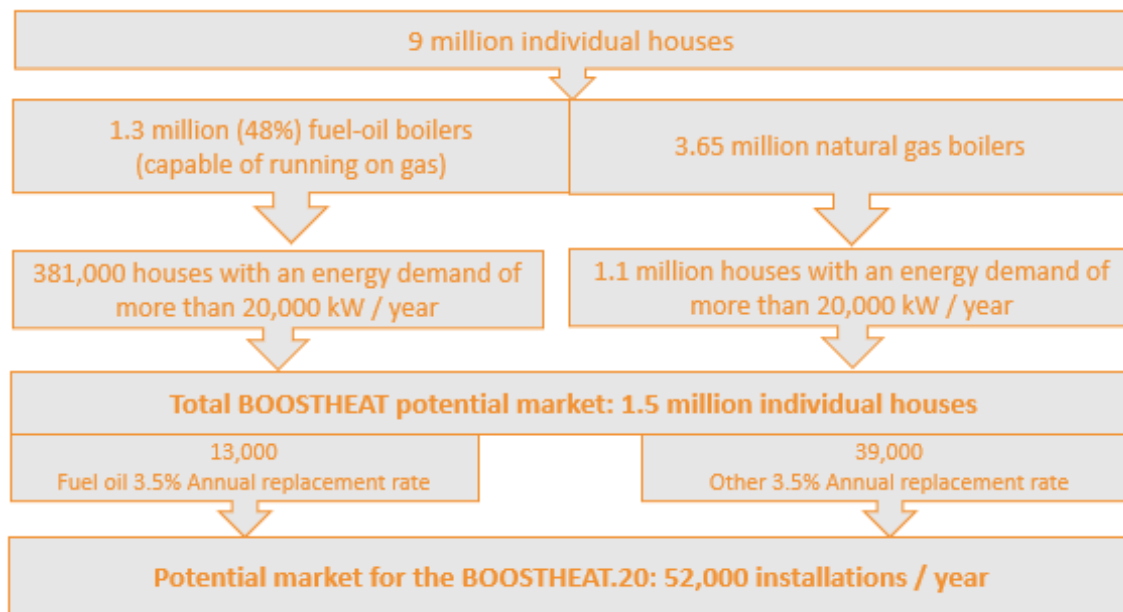 9 million individual houses
1.3 million (48%) fuel-oil boilers
(capable of running on gas)
3.65 million natural gas boilers
381,000 houses with an energy demand of
more than 20,000 kW / year
1.1 million houses with an energy demand of
more than 20,000 kW / year
Total BOOSTHEAT potential market: 1.5 million individual houses
13,000
Fuel oil 3.5% Annual replacement rate
39,000
Other 3.5% Annual replacement rate
Potential market for the BOOSTHEAT.20: 52,000 installations / year